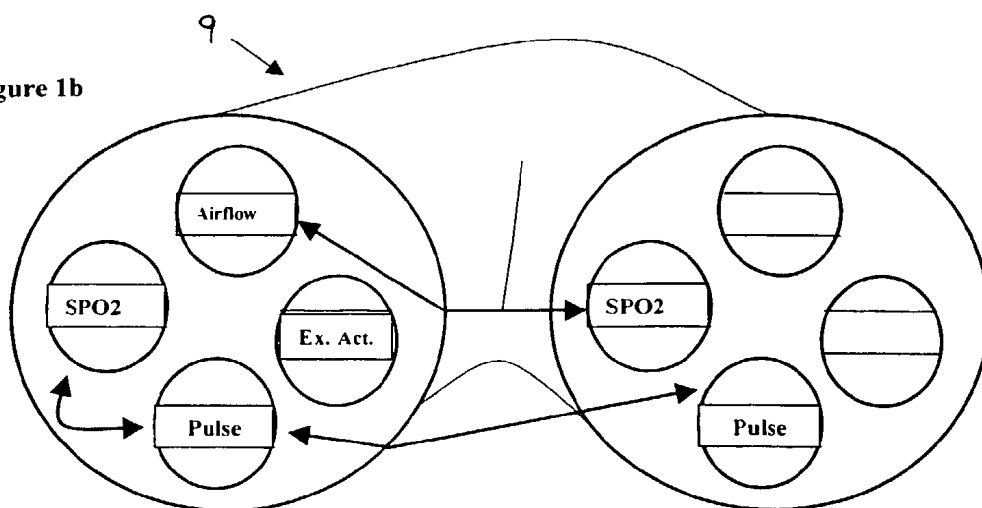 9
gure 1b
Airflow
SPO2
SPO2
Ex. Act.
Pulse
Pulse